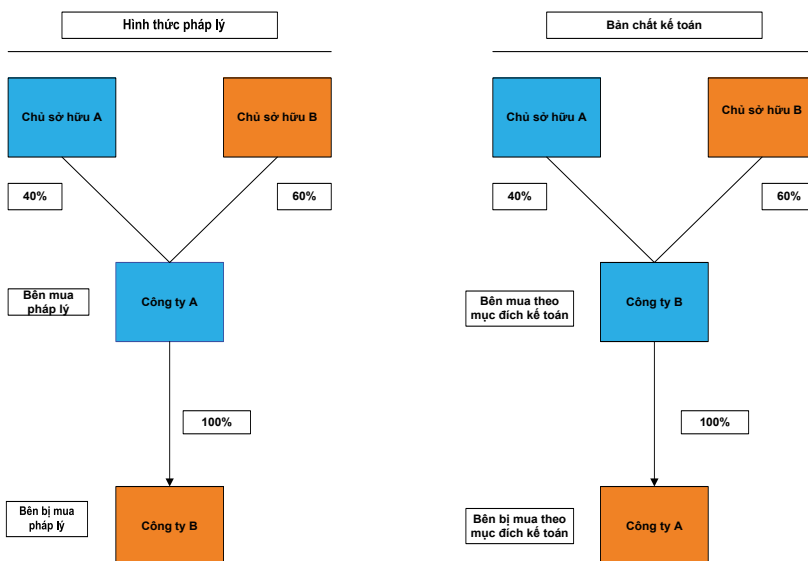 Hình thức pháp lý
Bản chất kế toán
Chủ sở hữu A
Chủ sở hữu B
Chủ sở hữu A
Chủ sở hữu B
40%
60%
40%
60%
Bên mua
pháp lý
Công ty A
Bên mua theo
mục đích kế toán
Công ty B
100%
100%
Bên bị mua
pháp lý
Công ty B
Bên bị mua theo
mục đích kế toán
Công ty A